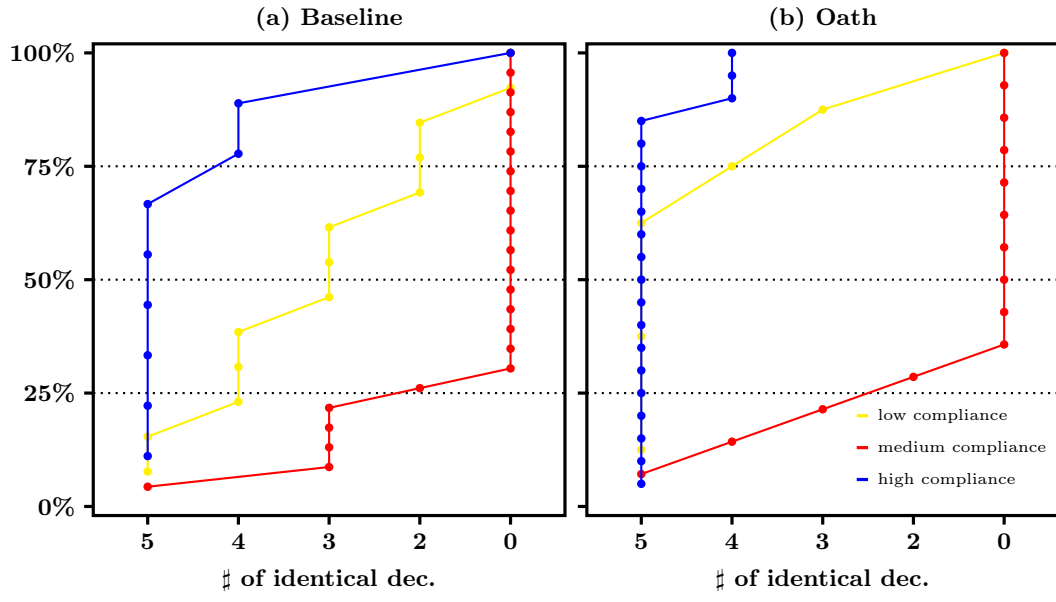 (a) Baseline
(b) Oath
100%
75%
50%
25%
0%
5 4 3 2 0
5 4 3 2 0
♯ of identical dec.
♯ of identical dec.
low compliance
medium compliance
high compliance